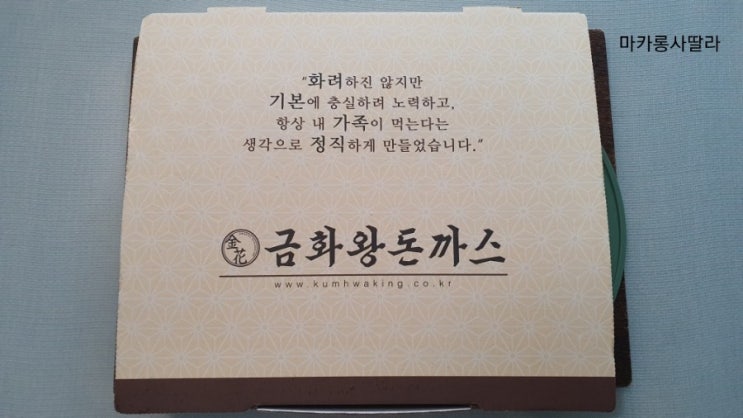 마카롱사딸라
"화려하진 않지만
기본에 충실하려 노력하고,
항상 내 가족이 먹는다는
생각으로 정직하게 만들었습니다."
金花 금화왕돈까스
www.kumhwaking.co.kr